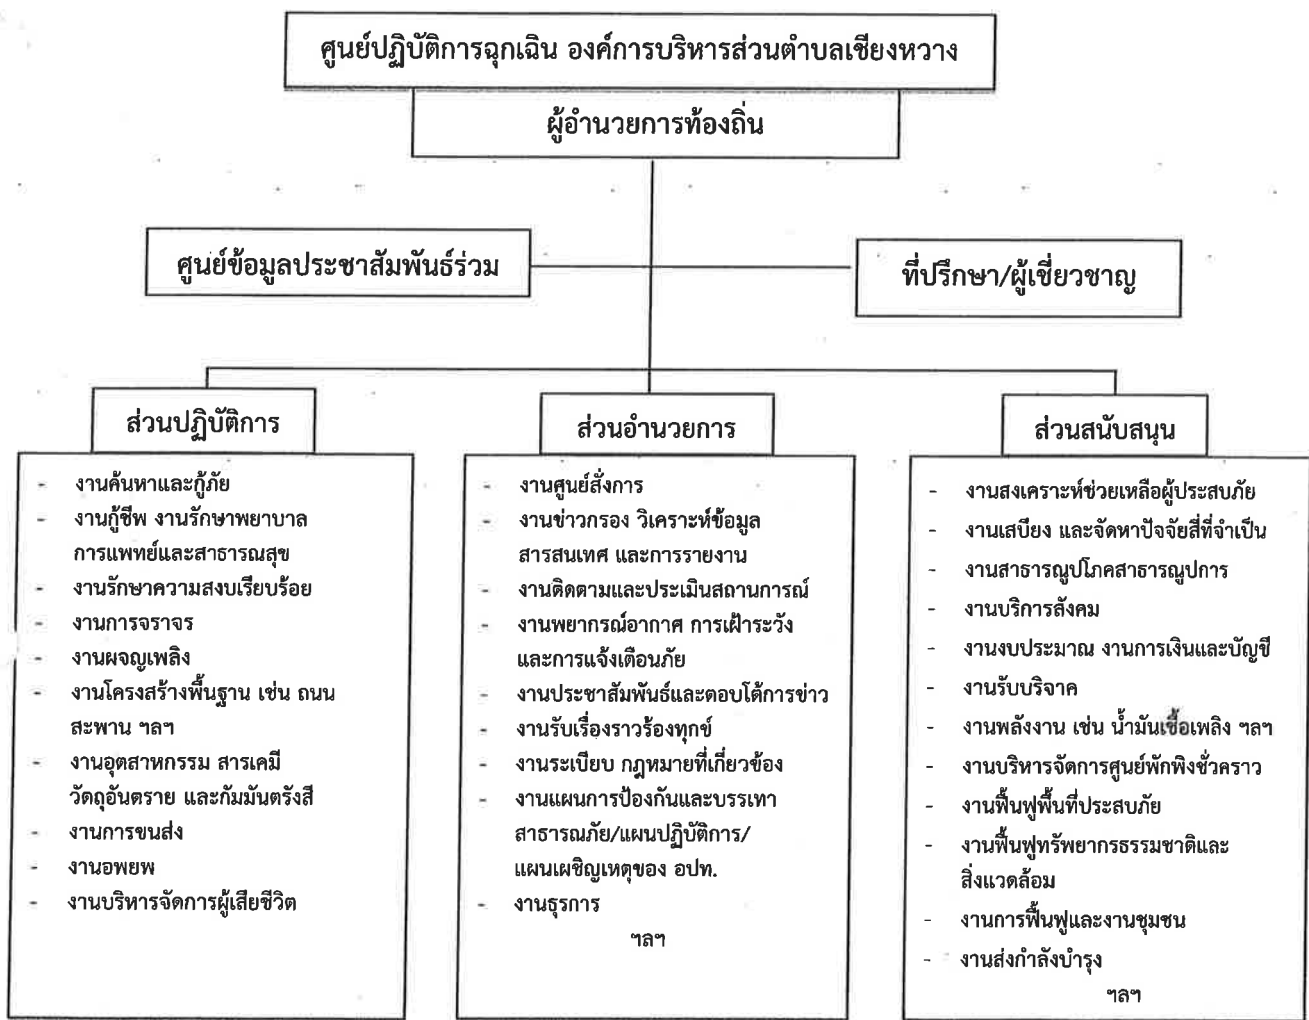 ศูนย์ปฏิบัติการฉุกเฉิน องค์การบริหารส่วนตำบลเชียงหวาง
ผู้อำนวยการท้องถิ่น
ศูนย์ข้อมูลประชาสัมพันธ์ร่วม
ที่ปรึกษา/ผู้เชี่ยวชาญ
ส่วนปฏิบัติการ
- งานค้นหาและกู้ภัย
- งานกู้ชีพ งานรักษาพยาบาล
การแพทย์และสาธารณสุข
- งานรักษาความสงบเรียบร้อย
- งานการจราจร
- งานผจญเพลิง
- งานโครงสร้างพื้นฐาน เช่น ถนน
สะพาน ฯลฯ
- งานอุตสาหกรรม สารเคมี
วัตถุอันตราย และกัมมันตรังสี
- งานการขนส่ง
- งานอพยพ
- งานบริหารจัดการผู้เสียชีวิต
ส่วนอำนวยการ
- งานศูนย์สั่งการ
- งานข่าวกรอง วิเคราะห์ข้อมูล
สารสนเทศ และการรายงาน
- งานติดตามและประเมินสถานการณ์
- งานพยากรณ์อากาศ การเฝ้าระวัง
และการแจ้งเตือนภัย
- งานประชาสัมพันธ์และตอบโต้การข่าว
- งานรับเรื่องราวร้องทุกข์
- งานระเบียบ กฎหมายที่เกี่ยวข้อง
- งานแผนการป้องกันและบรรเทา
สาธารณภัย/แผนปฏิบัติการ/
แผนเผชิญเหตุของ อปท.
- งานธุรการ
ฯลฯ
ส่วนสนับสนุน
- งานสงเคราะห์ช่วยเหลือผู้ประสบภัย
- งานเสบียง และจัดหาปัจจัยสี่ที่จำเป็น
- งานสาธารณูปโภคสาธารณูปการ
- งานบริการสังคม
- งานงบประมาณ งานการเงินและบัญชี
- งานรับบริจาค
- งานพลังงาน เช่น น้ำมันเชื้อเพลิง ฯลฯ
- งานบริหารจัดการศูนย์พักพิงชั่วคราว
- งานฟื้นฟูพื้นที่ประสบภัย
- งานฟื้นฟูทรัพยากรธรรมชาติและ
สิ่งแวดล้อม
- งานการฟื้นฟูและงานชุมชน
- งานส่งกำลังบำรุง
ฯลฯ